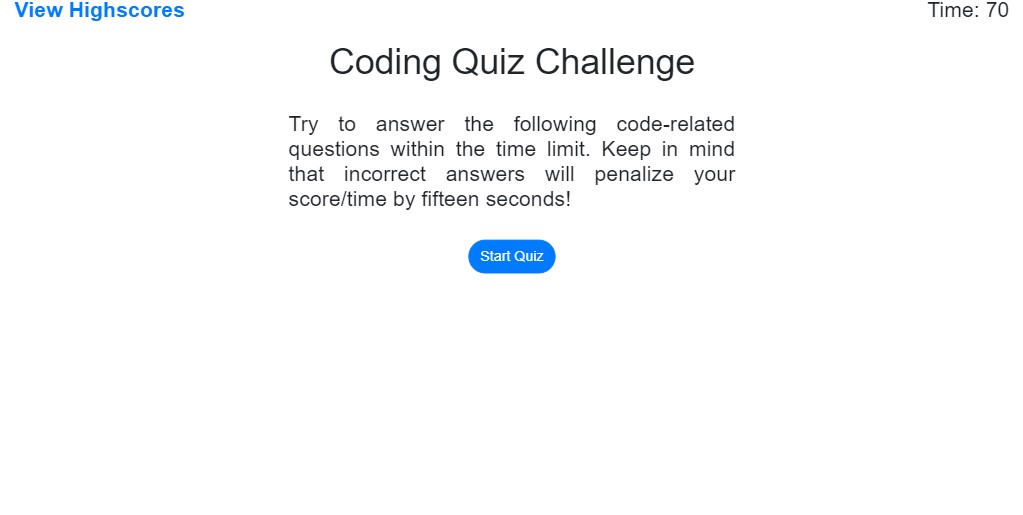 View Highscores
Time: 70
Coding Quiz Challenge
Try to answer the following code-related
questions within the time limit. Keep in mind
that incorrect answers will penalize your
score/time by fifteen seconds!
Start Quiz